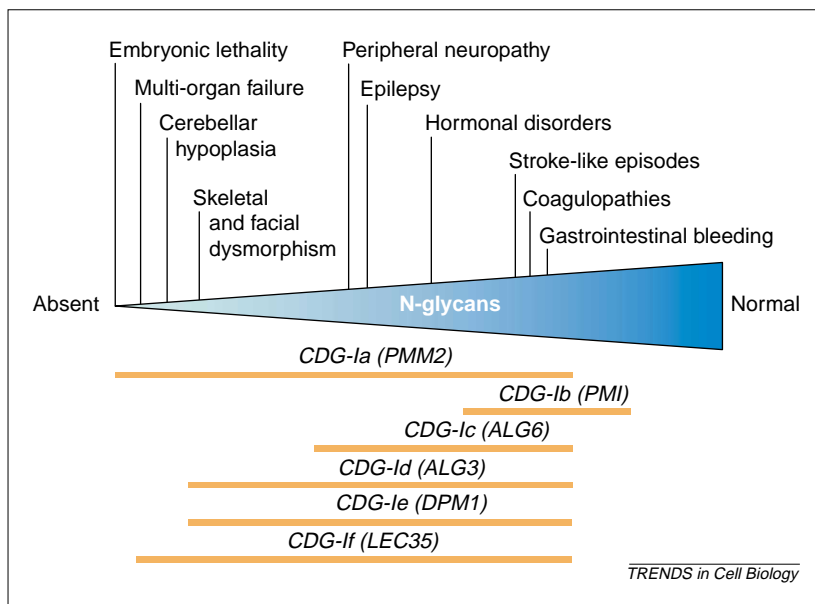 Embryonic lethality
Multi-organ failure
Cerebellar
hypoplasia
Skeletal
and facial
dysmorphism
Peripheral neuropathy
Epilepsy
Hormonal disorders
Stroke-like episodes
Coagulopathies
Gastrointestinal bleeding
Absent
N-glycans
Normal
CDG-Ia (PMM2)
CDG-Ib (PMI)
CDG-Ic (ALG6)
CDG-Id (ALG3)
CDG-Ie (DPM1)
CDG-If (LEC35)
TRENDS in Cell Biology